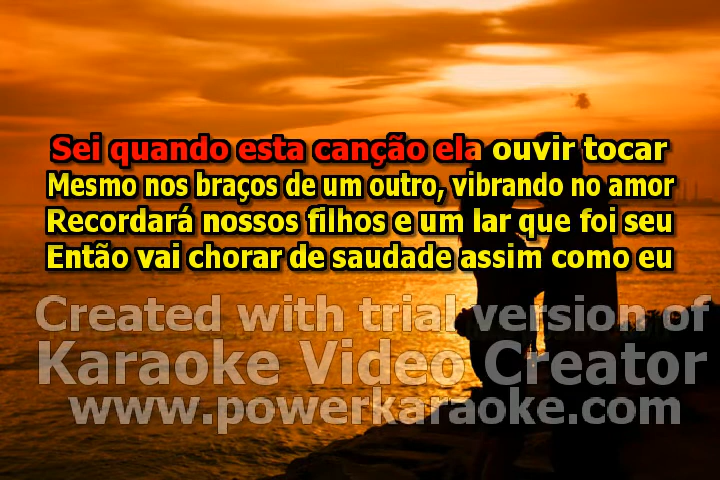 Sei quando esta canção ela ouvir tocar
Mesmo nos braços de um outro, vibrando no amor
Recordará nossos filhos e um lar que foi seu
Então vai chorar de saudade assim como eu
Created with trial version of
Karaoke Video Creator
www.powerkaraoke.com